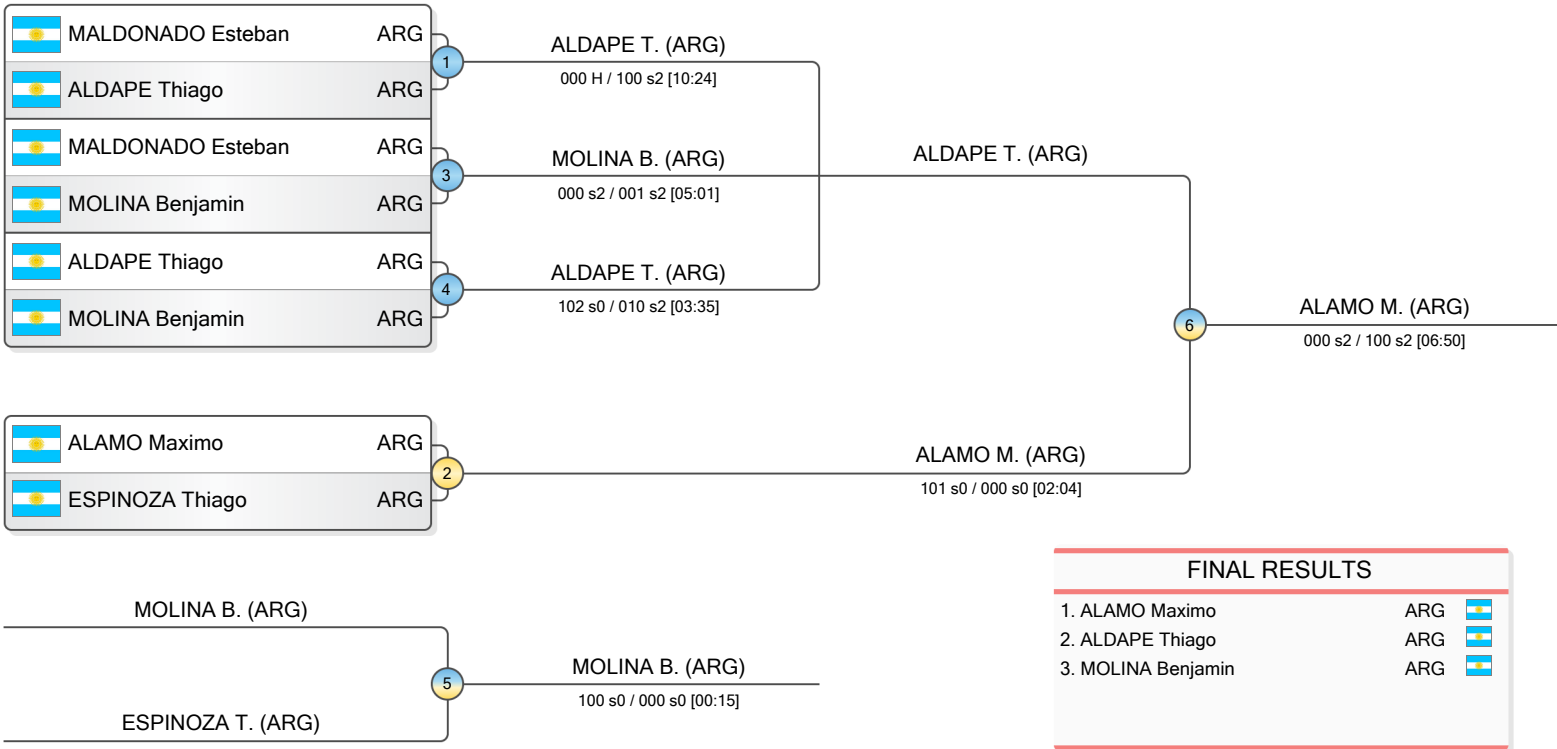 MALDONADO Esteban ARG
ALDAPE Thiago ARG
1
ALDAPE T. (ARG)
000 H / 100 s2 [10:24]
MALDONADO Esteban ARG
MOLINA Benjamin ARG
3
MOLINA B. (ARG)
000 s2 / 001 s2 [05:01]
ALDAPE Thiago ARG
MOLINA Benjamin ARG
4
ALDAPE T. (ARG)
102 s0 / 010 s2 [03:35]
ALDAPE T. (ARG)
6
ALAMO M. (ARG)
000 s2 / 100 s2 [06:50]
ALAMO Maximo ARG
ESPINOZA Thiago ARG
2
ALAMO M. (ARG)
101 s0 / 000 s0 [02:04]
MOLINA B. (ARG)
ESPINOZA T. (ARG)
5
MOLINA B. (ARG)
100 s0 / 000 s0 [00:15]
FINAL RESULTS
1. ALAMO Maximo ARG
2. ALDAPE Thiago ARG
3. MOLINA Benjamin ARG